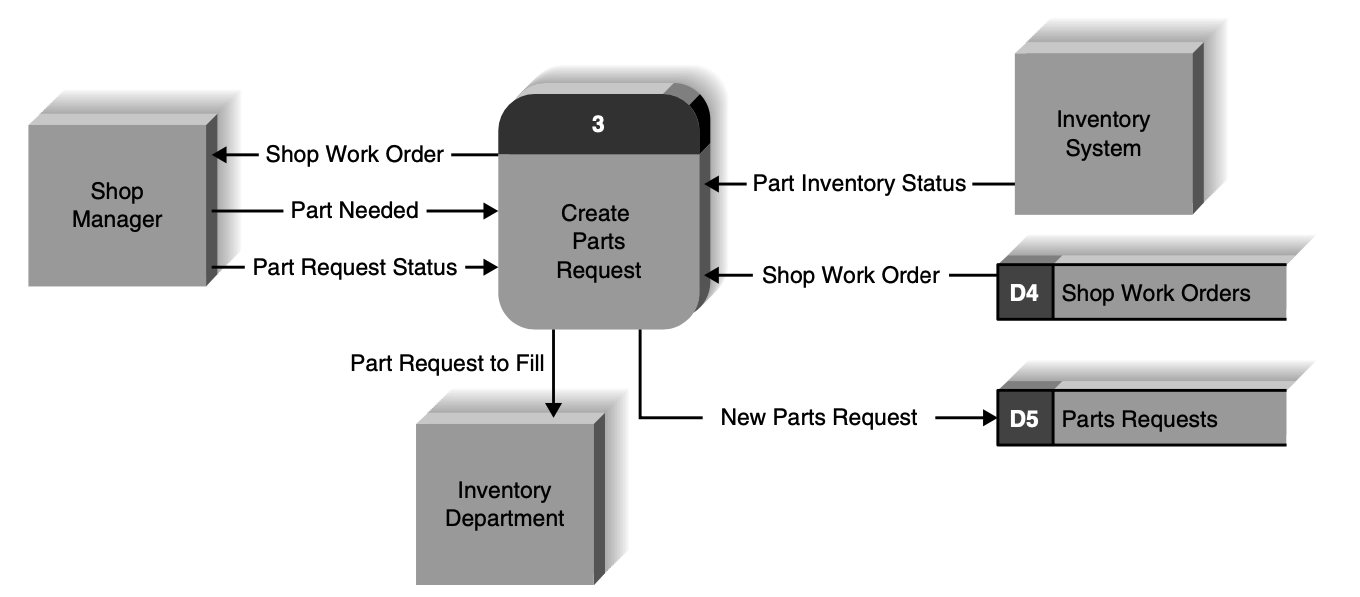 3
Create
Parts
Request
Shop
Manager
Shop Work Order
Part Needed
Part Request Status
Inventory
System
Part Inventory Status
Shop Work Order
D4 Shop Work Orders
Part Request to Fill
New Parts Request
D5 Parts Requests
Inventory
Department